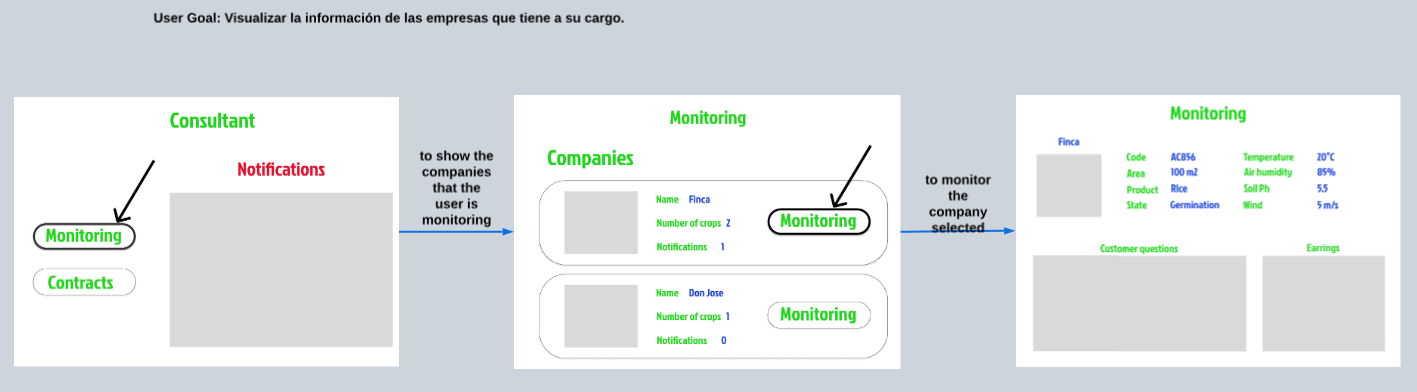 User Goal: Visualizar la información de las empresas que tiene a su cargo.
Consultant
Notifications
Monitoring
Contracts
to show the
companies
that the
user is
monitoring
Monitoring
Companies
Name Finca
Number of crops 2
Notifications 1
Monitoring
Name Don Jose
Number of crops 1
Notifications 0
Monitoring
to monitor
the
company
selected
Monitoring
Finca
Code AC856 Temperature 20°C
Area 100 m2 Air humidity 85%
Product Rice Soil Ph 5.5
State Germination Wind 5 m/s
Customer questions
Earrings